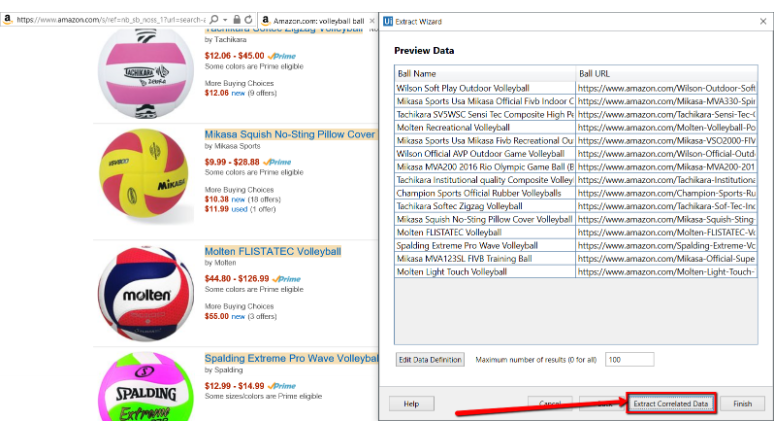 https://www.amazon.com/s/ref=nb_sb_noss_1?url=search-
Amazon.com: volleyball ball
Tachikara Softec Zigzag Volleyball
by Tachikara
$12.06 - $45.00 Prime
Some colors are Prime eligible
More Buying Choices
$12.06 new (9 offers)
TACHIKARA
Mikasa Squish No-Sting Pillow Cover
by Mikasa Sports
$9.99 - $28.88 Prime
Some colors are Prime eligible
More Buying Choices
$10.38 new (18 offers)
$11.99 used (1 offer)
MIKASA
Molten FLISTATEC Volleyball
by Molten
$44.80 - $126.99 Prime
Some colors are Prime eligible
More Buying Choices
$55.00 new (3 offers)
molten
Spalding Extreme Pro Wave Volleyball
by Spalding
$12.99 - $14.99 Prime
Some sizes/colors are Prime eligible
SPALDING
Extreme
UI Extract Wizard
Preview Data
Ball Name Ball URL
Wilson Soft Play Outdoor Volleyball https://www.amazon.com/Wilson-Outdoor-Soft
Mikasa Sports Usa Mikasa Official Fivb Indoor C https://www.amazon.com/Mikasa-MVA330-Spir
Tachikara SV5WSC Sensi Tec Composite High Pe https://www.amazon.com/Tachikara-Sensi-Tec-
Molten Recreational Volleyball https://www.amazon.com/Molten-Volleyball-Po
Mikasa Sports Usa Mikasa Fivb Recreational Ou https://www.amazon.com/Mikasa-VSO2000-FIV
Wilson Official AVP Outdoor Game Volleyball https://www.amazon.com/Wilson-Official-Outd
Mikasa MVA200 2016 Rio Olympic Game Ball (E https://www.amazon.com/Mikasa-MVA200-201
Tachikara Institutional quality Composite Volley https://www.amazon.com/Tachikara-Institutiona
Champion Sports Official Rubber Volleyballs https://www.amazon.com/Champion-Sports-Ru
Tachikara Softec Zigzag Volleyball https://www.amazon.com/Tachikara-Sof-Tec-Inc
Mikasa Squish No-Sting Pillow Cover Volleyball https://www.amazon.com/Mikasa-Squish-Sting-
Molten FLISTATEC Volleyball https://www.amazon.com/Molten-FLISTATEC-Vo
Spalding Extreme Pro Wave Volleyball https://www.amazon.com/Spalding-Extreme-Vo
Mikasa MVA123SL FIVB Training Ball https://www.amazon.com/Mikasa-Official-Supe
Molten Light Touch Volleyball https://www.amazon.com/Molten-Light-Touch-
Edit Data Definition Maximum number of results (0 for all) 100
Help Cancel Extract Correlated Data Finish